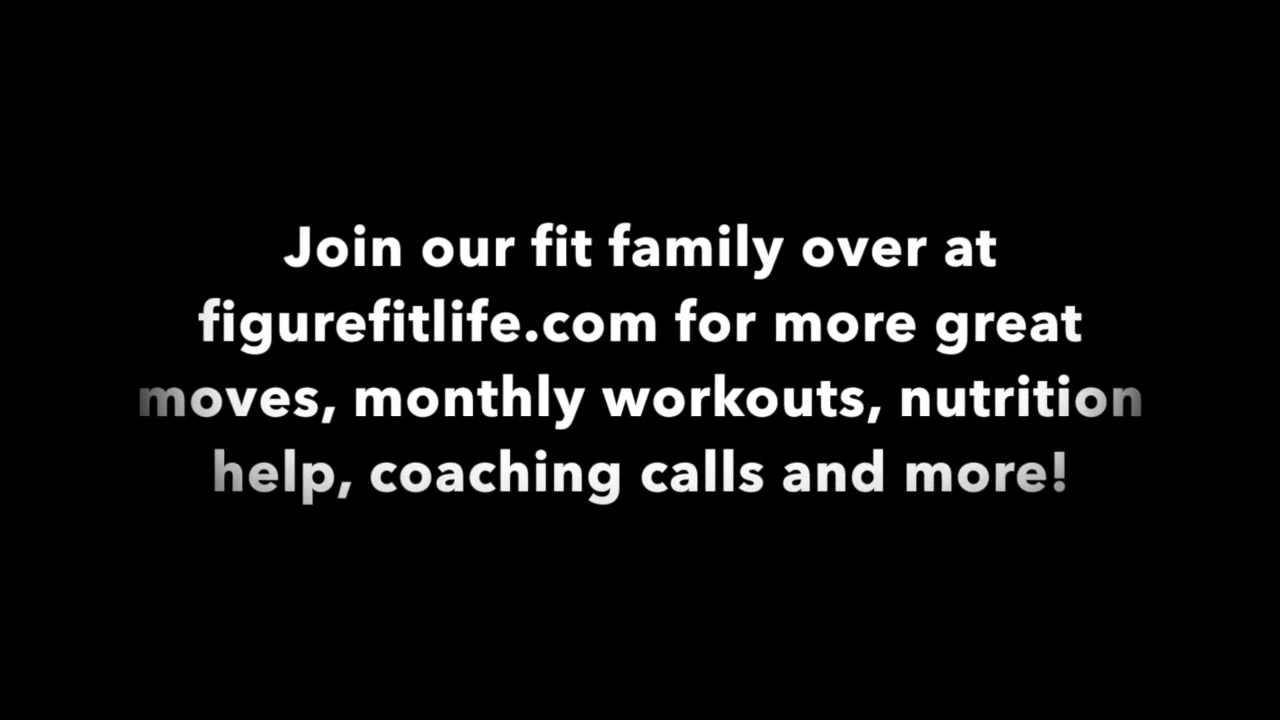 Join our fit family over at
figurefitlife.com for more great
moves, monthly workouts, nutrition
help, coaching calls and more!